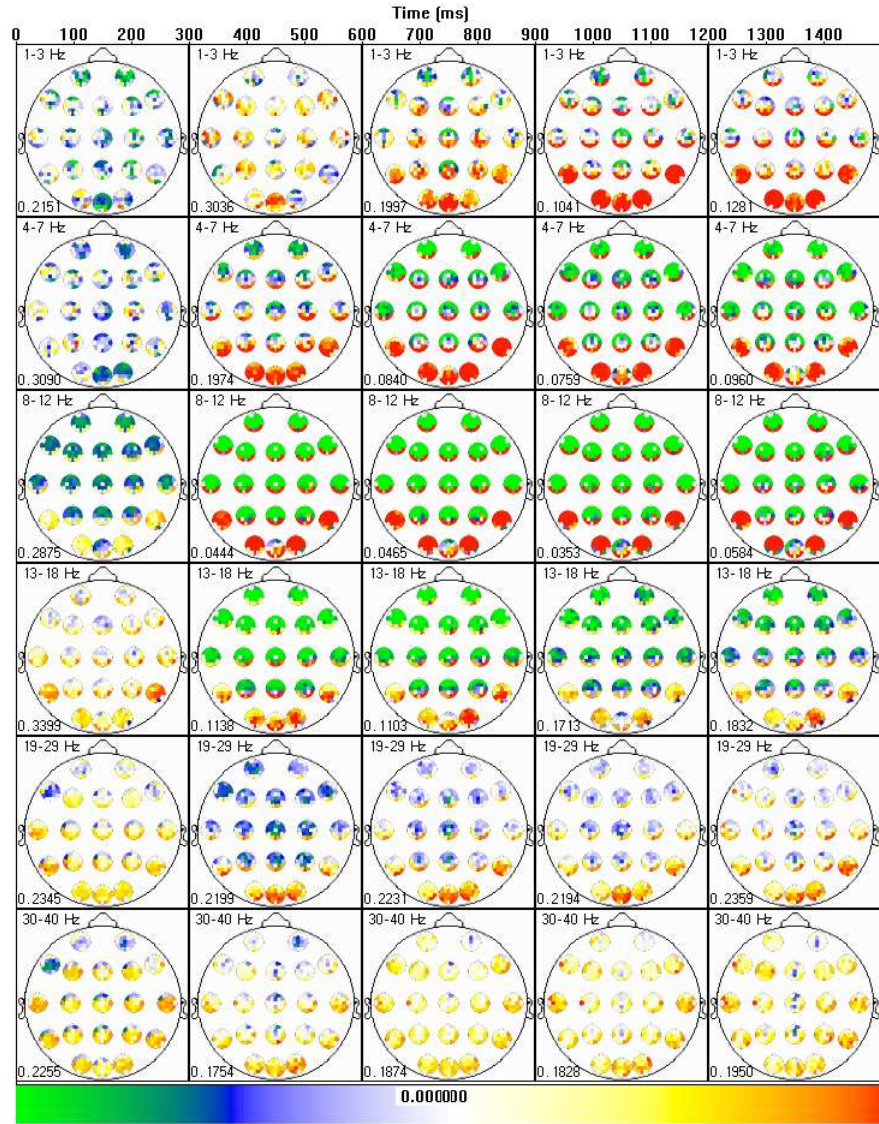 Time (ms)
0 100 200 300 400 500 600 700 800 900 1000 1100 1200 1300 1400
1-3 Hz 1-3 Hz 1-3 Hz 1-3 Hz 1-3 Hz
0.2151 0.3036 0.1997 0.1041 0.1281
4-7 Hz 4-7 Hz 4-7 Hz 4-7 Hz 4-7 Hz
0.3090 0.1974 0.0840 0.0759 0.0960
8-12 Hz 8-12 Hz 8-12 Hz 8-12 Hz 8-12 Hz
0.2875 0.0444 0.0465 0.0353 0.0584
13-18 Hz 13-18 Hz 13-18 Hz 13-18 Hz 13-18 Hz
0.3399 0.1138 0.1103 0.1713 0.1832
19-29 Hz 19-29 Hz 19-29 Hz 19-29 Hz 19-29 Hz
0.2345 0.2199 0.2231 0.2194 0.2359
30-40 Hz 30-40 Hz 30-40 Hz 30-40 Hz 30-40 Hz
0.2255 0.1754 0.1874 0.1828 0.1950
0.000000